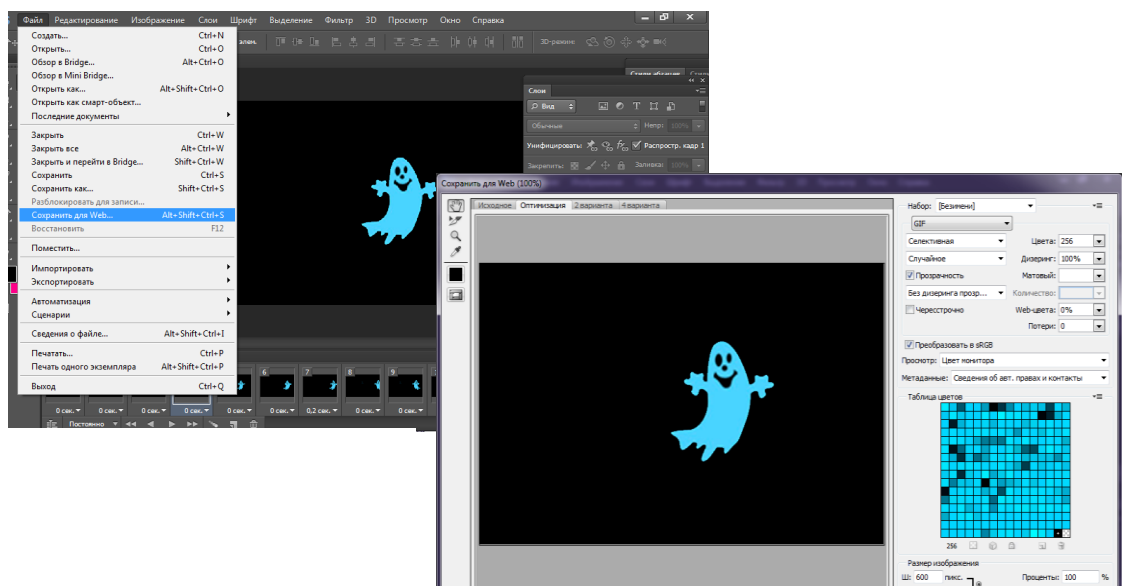 Файл Редактирование Изображение Слои Шрифт Выделение Фильтр 3D Просмотр Окно Справка
Создать... Ctrl+N
Открыть... Ctrl+O
Обзор в Bridge... Alt+Ctrl+O
Обзор в Mini Bridge...
Открыть как... Alt+Shift+Ctrl+O
Открыть как смарт-объект...
Последние документы
Закрыть Ctrl+W
Закрыть все Alt+Ctrl+W
Закрыть и перейти в Bridge... Shift+Ctrl+W
Сохранить Ctrl+S
Сохранить как... Shift+Ctrl+S
Разблокировать для записи...
Сохранить для Web... Alt+Shift+Ctrl+S
Восстановить F12
Поместить...
Импортировать
Экспортировать
Автоматизация
Сценарии
Сведения о файле... Alt+Shift+Ctrl+I
Печатать... Ctrl+P
Печать одного экземпляра Alt+Shift+Ctrl+P
Выход Ctrl+Q
3D-режим:
Слои
Вид
Обычные Непр: 100%
Унифицировать: Распростр. кадр 1
Закрепить: Заливка: 100%
6 7 8 9
0 сек. 0 сек. 0 сек. 0 сек. 0 сек. 0 сек. 0,2 сек. 0 сек. 0 сек.
Постоянно
Сохранить для Web (100%)
Исходное Оптимизация 2 варианта 4 варианта
Набор: [Безимени]
GIF
Селективная Цвета: 256
Случайное Дизеринг: 100%
Прозрачность Матовый:
Без дизеринга прозр... Количество:
Чересстрочно Web-цвета: 0%
Потери: 0
Преобразовать в sRGB
Просмотр: Цвет монитора
Метаданные: Сведения об авт. правах и контакты
Таблица цветов
256
Размер изображения
Ш: 600 пикс. Проценты: 100 %